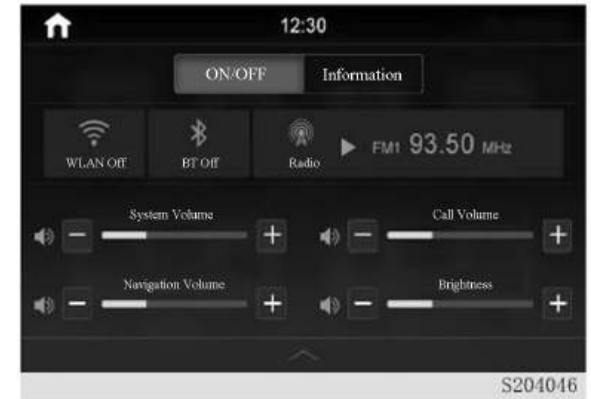 12:30
ON/OFF Information
WLAN Off BT Off Radio FM1 93.50 MHz
System Volume Call Volume
Navigation Volume Brightness
S204046